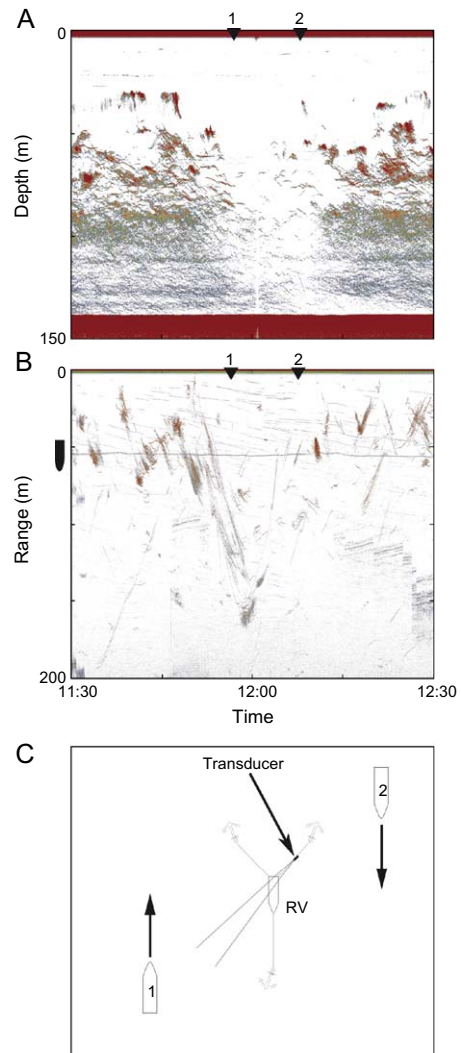 A
1 2
0
Depth (m)
150
B
1 2
0
Range (m)
200
11:30 12:00 12:30
Time
C
Transducer
2
RV
1